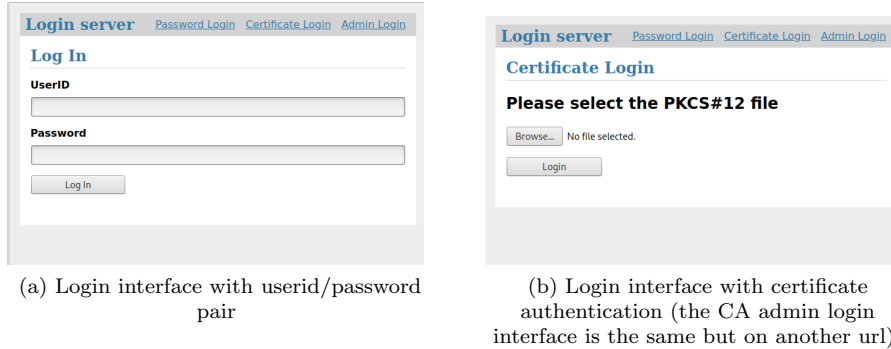 Login server Password Login Certificate Login Admin Login
Log In
UserID
Password
Log In
(a) Login interface with userid/password
pair
Login server Password Login Certificate Login Admin Login
Certificate Login
Please select the PKCS#12 file
Browse... No file selected.
Login
(b) Login interface with certificate
authentication (the CA admin login
interface is the same but on another url)